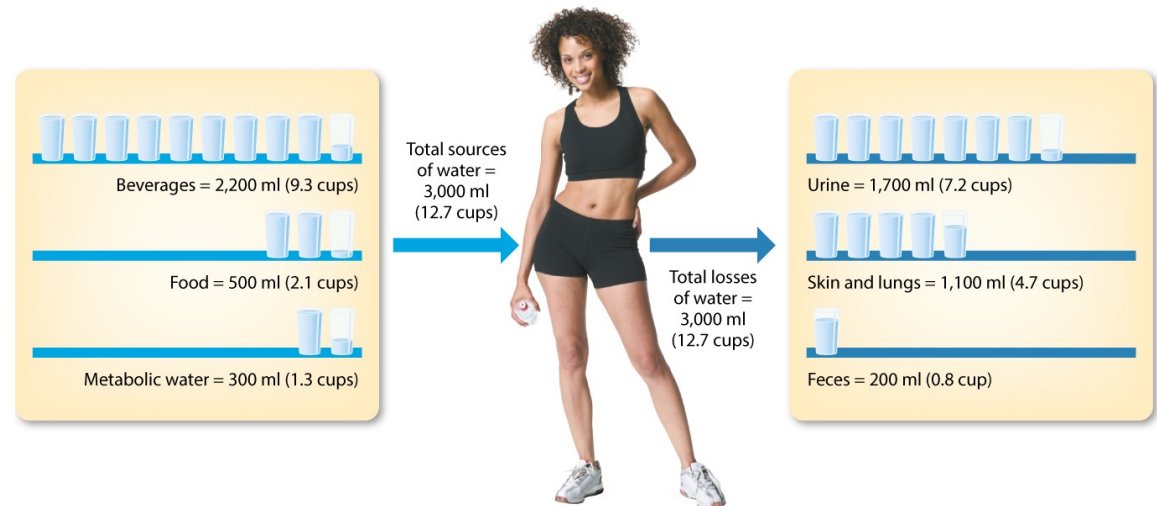 Beverages = 2,200 ml (9.3 cups)
Food = 500 ml (2.1 cups)
Metabolic water = 300 ml (1.3 cups)
Total sources
of water =
3,000 ml
(12.7 cups)
Total losses
of water =
3,000 ml
(12.7 cups)
Urine = 1,700 ml (7.2 cups)
Skin and lungs = 1,100 ml (4.7 cups)
Feces = 200 ml (0.8 cup)